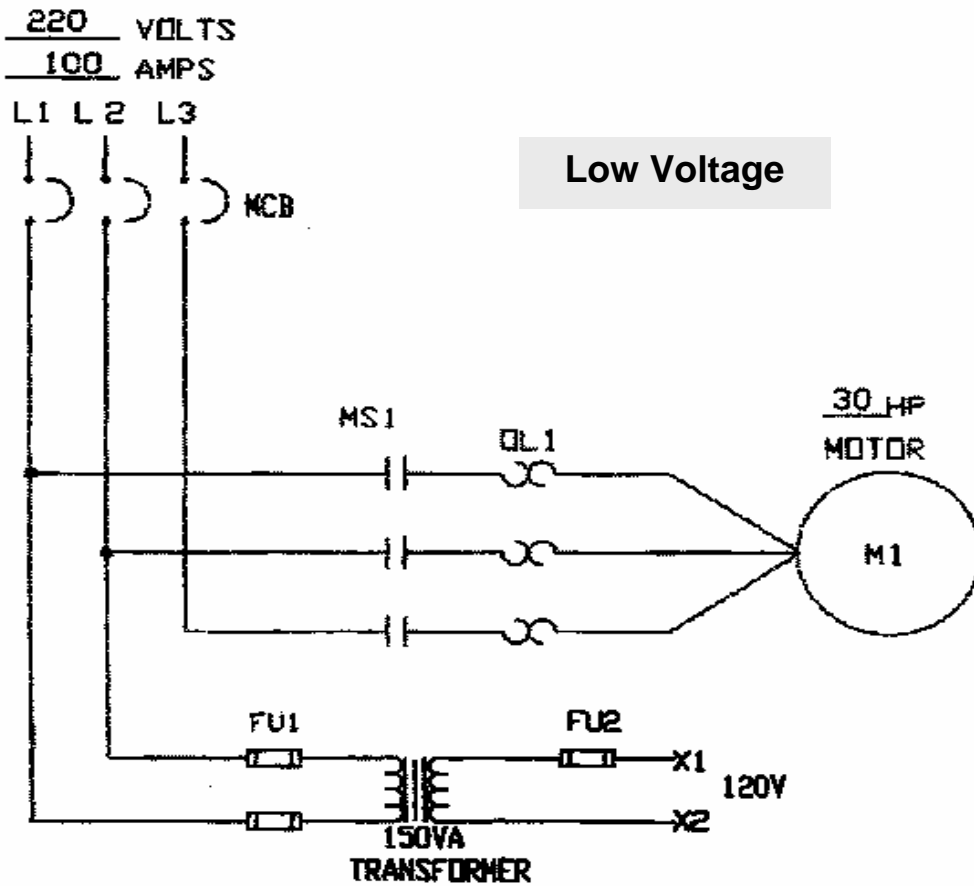 220 VOLTS
100 AMPS
L1 L2 L3
Low Voltage
MCB
30 HP
MOTOR
MS1
OL1
M1
FU1
FU2
X1
120V
X2
150VA
TRANSFORMER